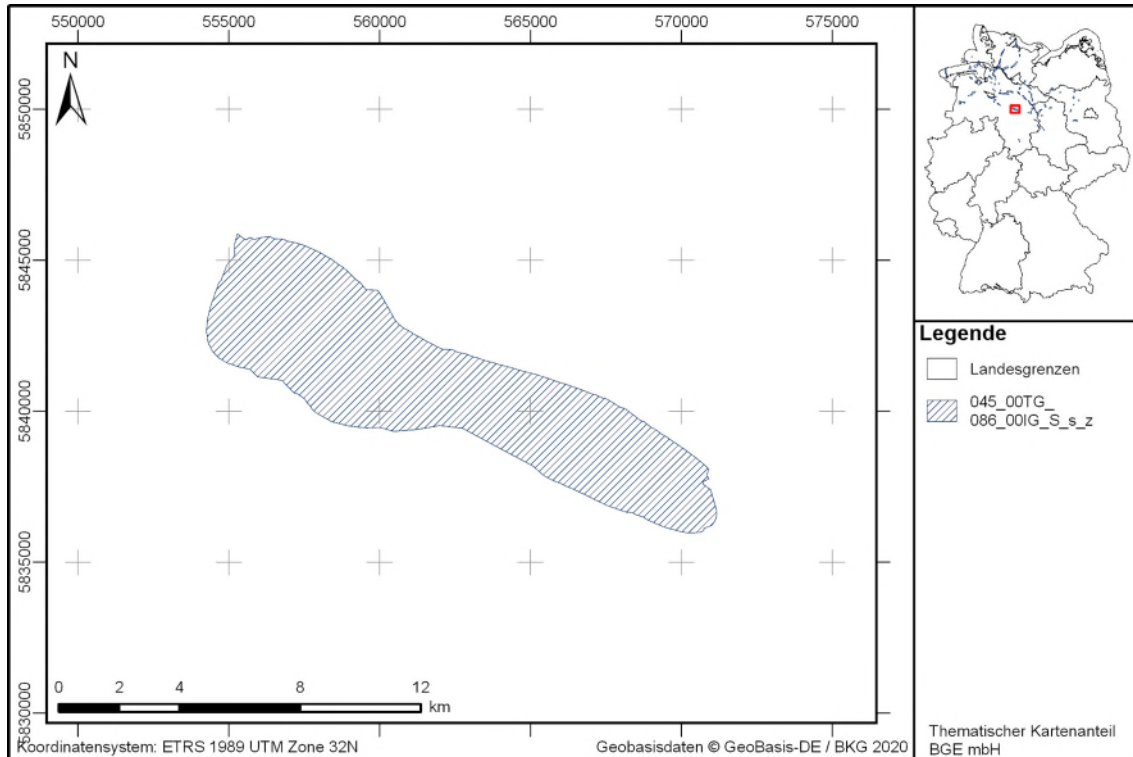 550000 555000 560000 565000 570000 575000
5850000
5845000
5840000
5835000
5830000
N
0 2 4 8 12
km
Koordinatensystem: ETRS 1989 UTM Zone 32N
Geobasisdaten © GeoBasis-DE / BKG 2020
Legende
Landesgrenzen
045_00TG_
086_00IG_S_s_z
Thematischer Kartenanteil
BGE mbH